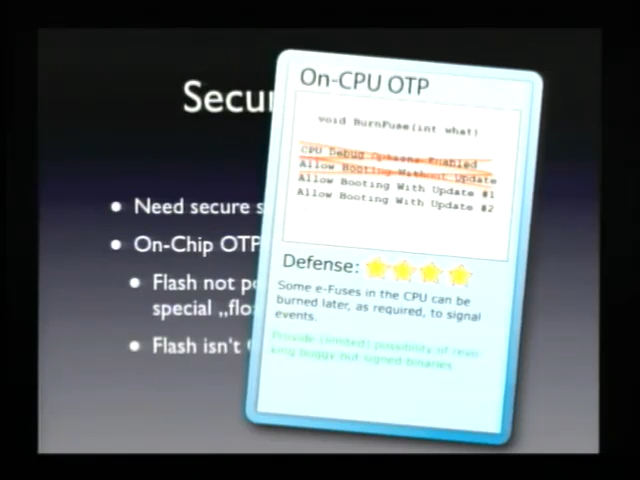 Secur
Need secure s
On-Chip OTP
Flash not po
special „flo
Flash isn't
On-CPU OTP
void BurnFuse(int what)
CPU Debug Options Enabled
Allow Booting Without Update
Allow Booting With Update #1
Allow Booting With Update #2
Defense:
Some e-Fuses in the CPU can be
burned later, as required, to signal
events.
Provide (limited) possibility of revo-
king buggy but signed binaries.